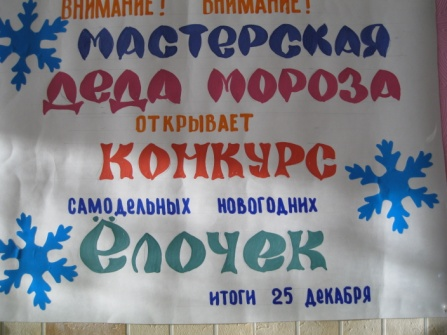 ВНИМАНИЕ! ВНИМАНИЕ!
МАСТЕРСКАЯ
ДЕДА МОРОЗА
ОТКРЫВАЕТ
КОНКУРС
САМОДЕЛЬНЫХ НОВОГОДНИХ
ЁЛОЧЕК
ИТОГИ 25 ДЕКАБРЯ